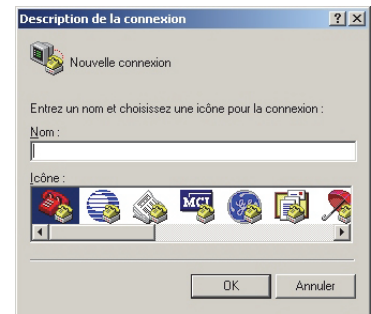 Description de la connexion
Nouvelle connexion
Entrez un nom et choisissez une icône pour la connexion :
Nom :
Icône :
MCI
OK Annuler